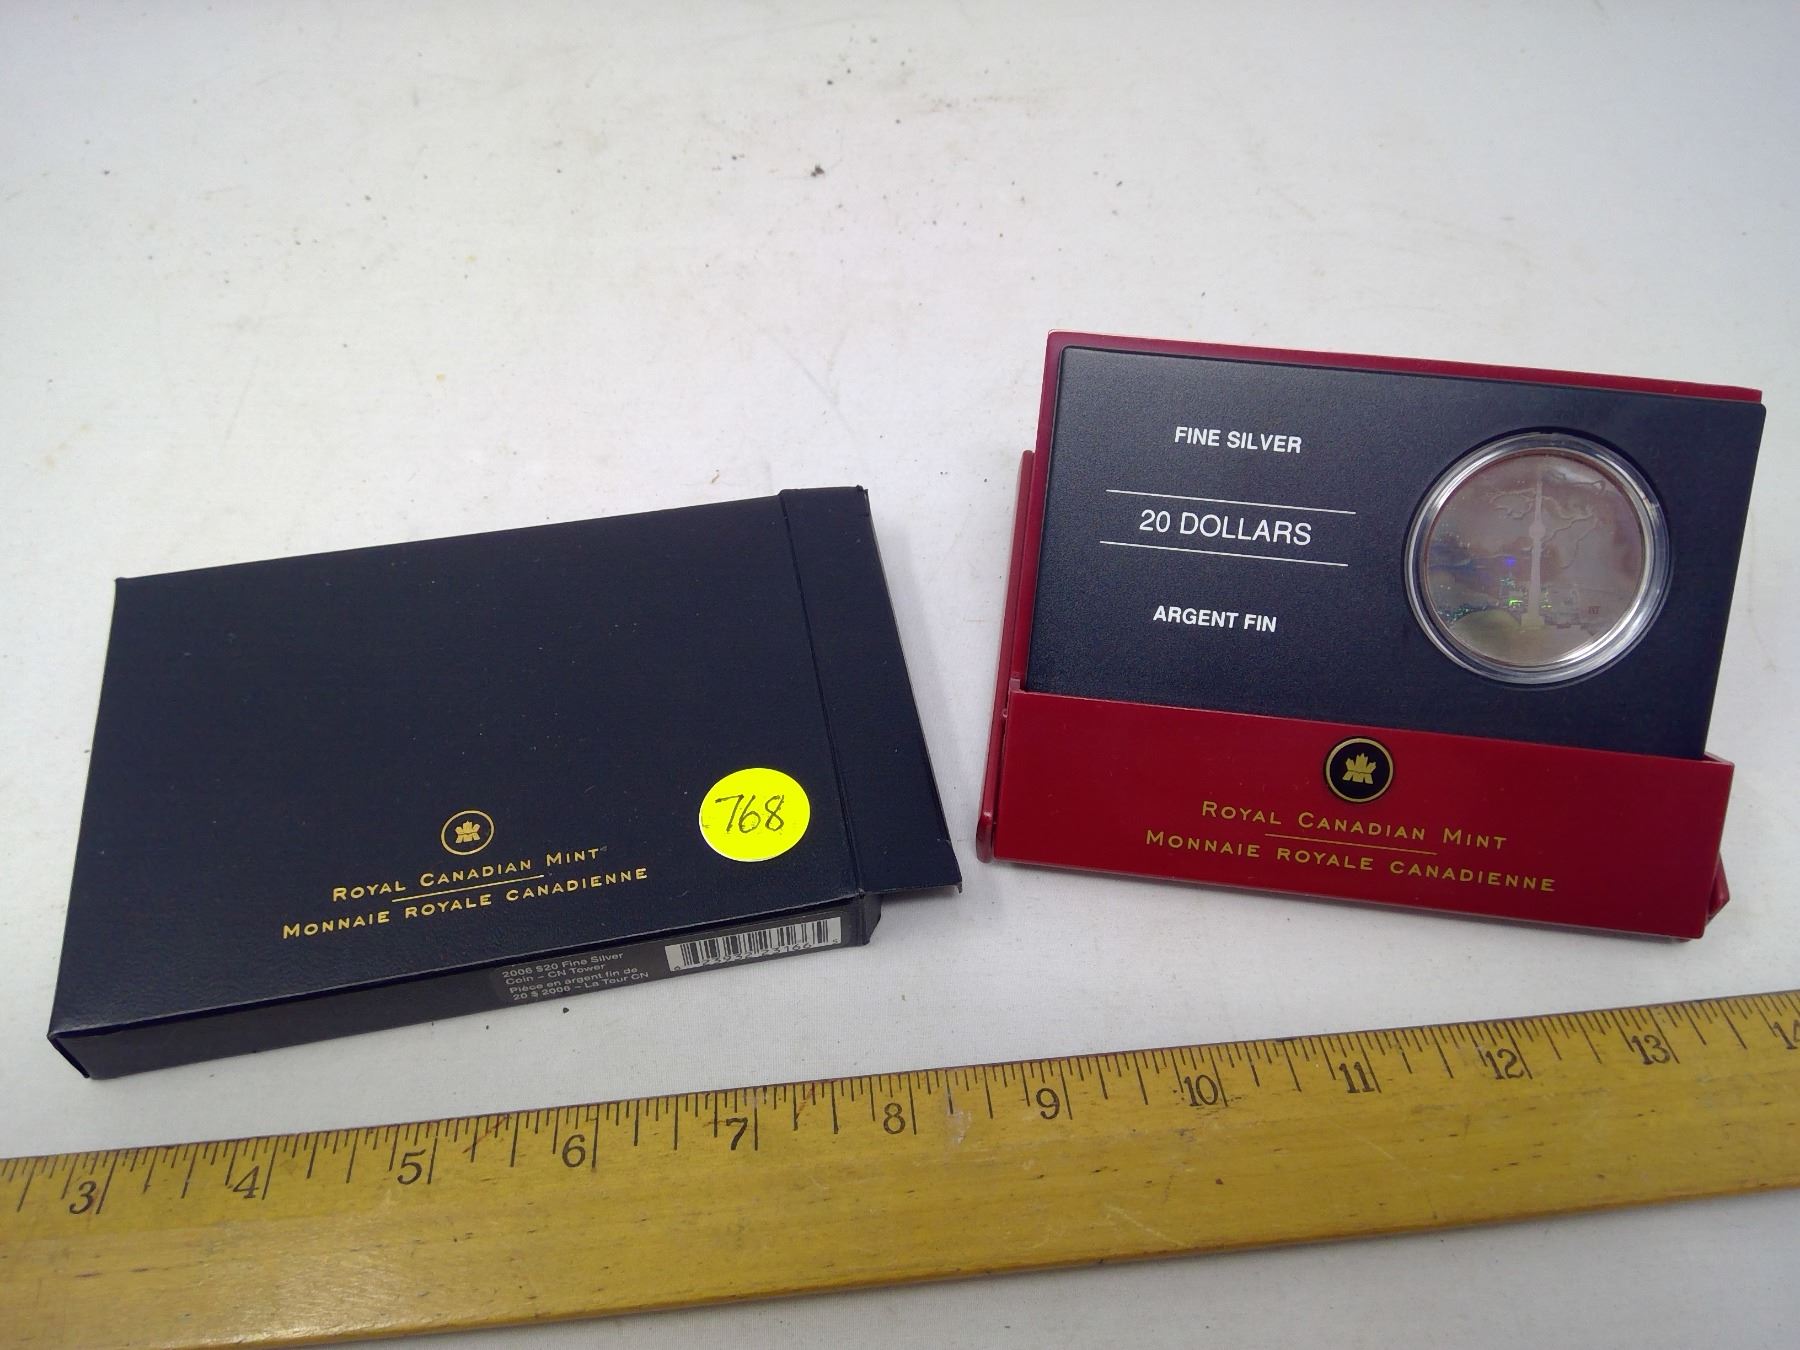 FINE SILVER
20 DOLLARS
ARGENT FIN
ROYAL CANADIAN MINT
MONNAIE ROYALE CANADIENNE
768
ROYAL CANADIAN MINT
MONNAIE ROYALE CANADIENNE
2006 $20 Fine Silver
Coin – CN Tower
Pièce en argent fin de
20 $ 2006 – La Tour CN
3 4 5 6 7 8 9 10 11 12 13 14